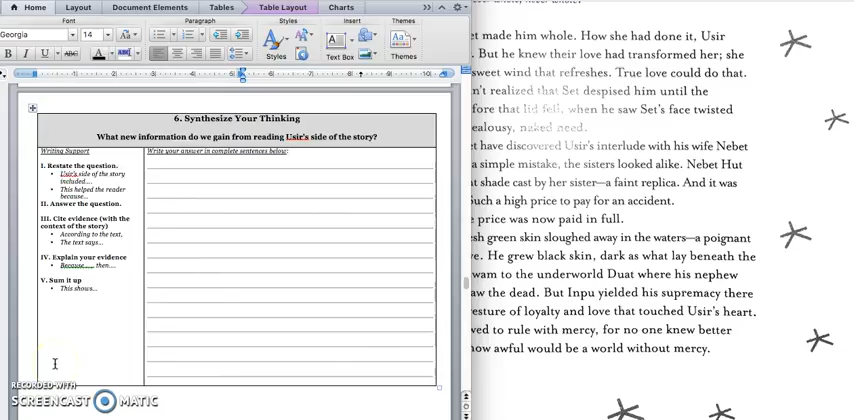 Home Layout Document Elements Tables Table Layout Charts
Font Paragraph Styles Insert Themes
Georgia 14
B I U ABC A
Styles Text Box Themes
6. Synthesize Your Thinking
What new information do we gain from reading Usir's side of the story?
Writing Support
I. Restate the question.
• Usir's side of the story
included....
• This helped the reader
because...
II. Answer the question.
III. Cite evidence (with the
context of the story)
• According to the text,
• The text says...
IV. Explain your evidence
• Because..... then....
V. Sum it up
• This shows...
Write your answer in complete sentences below:
RECORDED WITH
SCREENCAST MATIC
et made him whole. How she had done it, Usir
. But he knew their love had transformed her; she
sweet wind that refreshes. True love could do that.
n't realized that Set despised him until the
fore that lid fell, when he saw Set's face twisted
ealousy, naked need.
t have discovered Usir's interlude with his wife Nebet
a simple mistake, the sisters looked alike. Nebet Hut
nt shade cast by her sister—a faint replica. And it was
Such a high price to pay for an accident.
e price was now paid in full.
esh green skin sloughed away in the waters—a poignant
ve. He grew black skin, dark as what lay beneath the
wam to the underworld Duat where his nephew
aw the dead. But Inpu yielded his supremacy there
esture of loyalty and love that touched Usir's heart.
wed to rule with mercy, for no one knew better
how awful would be a world without mercy.